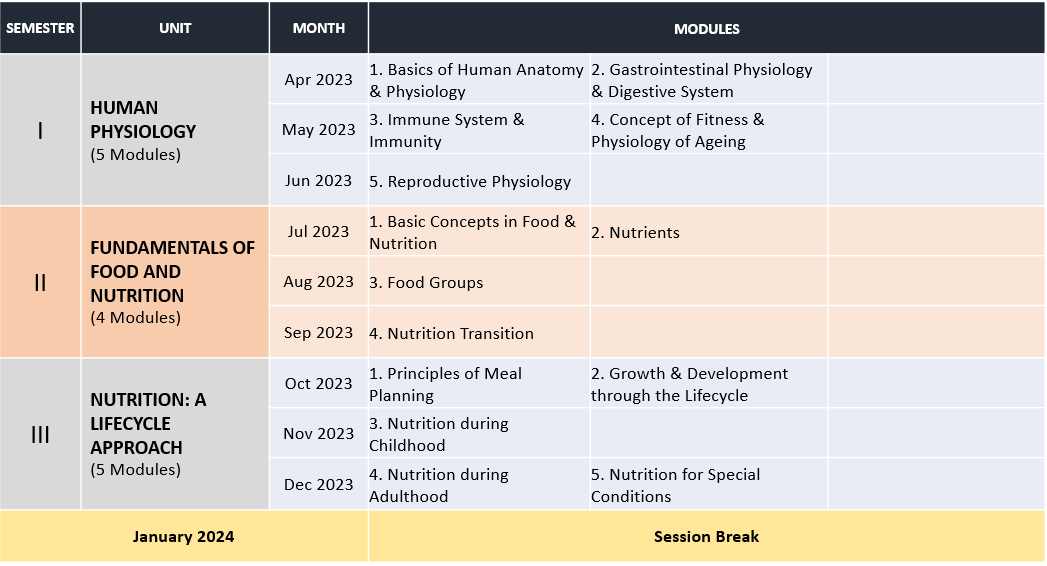 SEMESTER UNIT MONTH MODULES
I
HUMAN
PHYSIOLOGY
(5 Modules)
Apr 2023
1. Basics of Human Anatomy
& Physiology
2. Gastrointestinal Physiology
& Digestive System
May 2023
3. Immune System &
Immunity
4. Concept of Fitness &
Physiology of Ageing
Jun 2023
5. Reproductive Physiology
II
FUNDAMENTALS OF
FOOD AND
NUTRITION
(4 Modules)
Jul 2023
1. Basic Concepts in Food &
Nutrition
2. Nutrients
Aug 2023
3. Food Groups
Sep 2023
4. Nutrition Transition
III
NUTRITION: A
LIFECYCLE
APPROACH
(5 Modules)
Oct 2023
1. Principles of Meal
Planning
2. Growth & Development
through the Lifecycle
Nov 2023
3. Nutrition during
Childhood
Dec 2023
4. Nutrition during
Adulthood
5. Nutrition for Special
Conditions
January 2024
Session Break